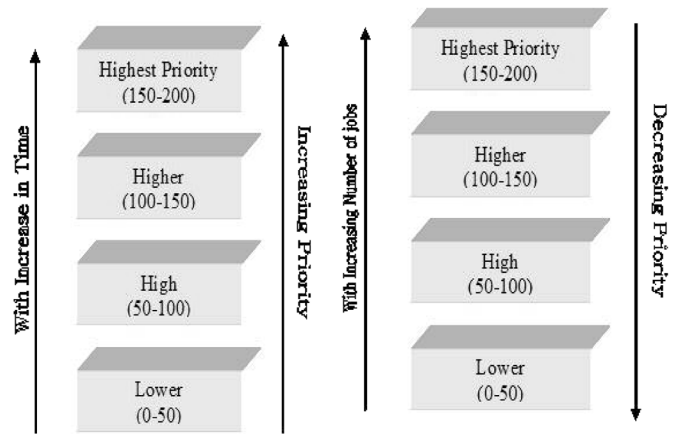 With Increase in Time
Highest Priority
(150-200)
Higher
(100-150)
High
(50-100)
Lower
(0-50)
Increasing Priority
With Increasing Number of jobs
Highest Priority
(150-200)
Higher
(100-150)
High
(50-100)
Lower
(0-50)
Decreasing Priority